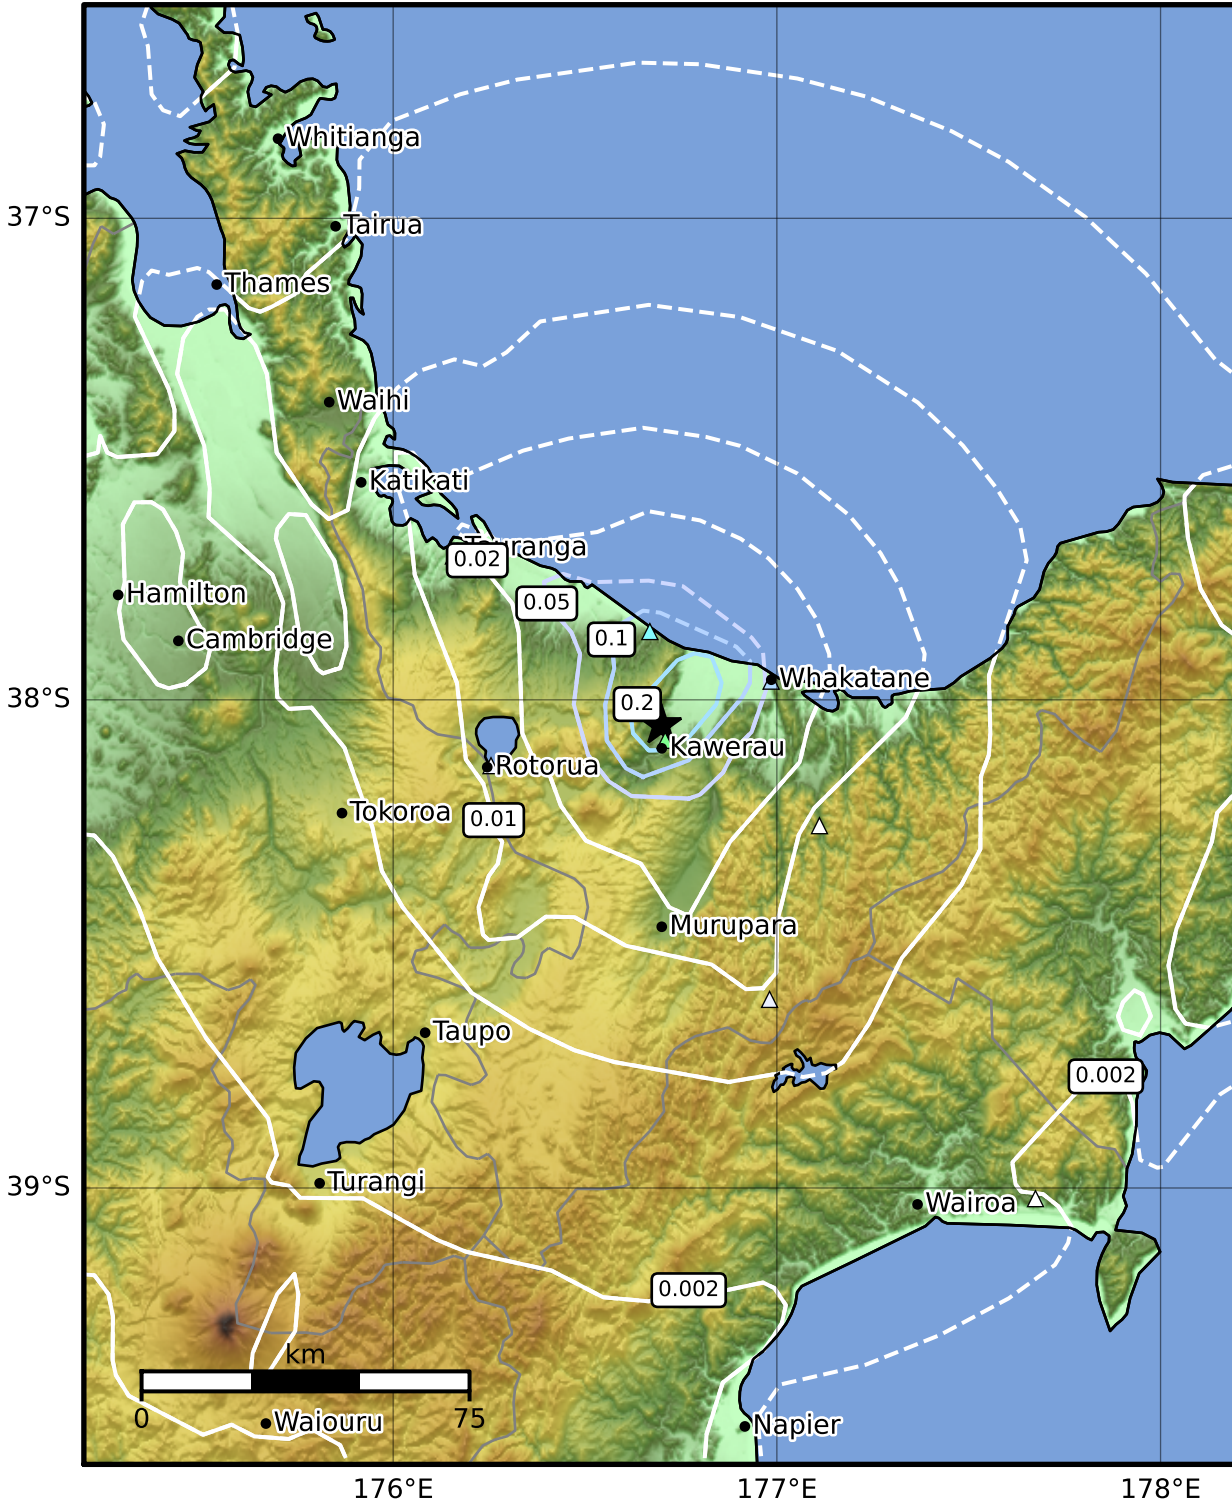 Whitianga
37°S
Tairua
Thames
Waihi
Katikati
Tauranga
0.02
Hamilton
0.05
Cambridge
0.1
Whakatane
38°S
0.2
Kawerau
Rotorua
Tokoroa
0.01
Murupara
Taupo
0.002
39°S
Turangi
Wairoa
0.002
km
0
75
Waiouru
Napier
176°E
177°E
178°E